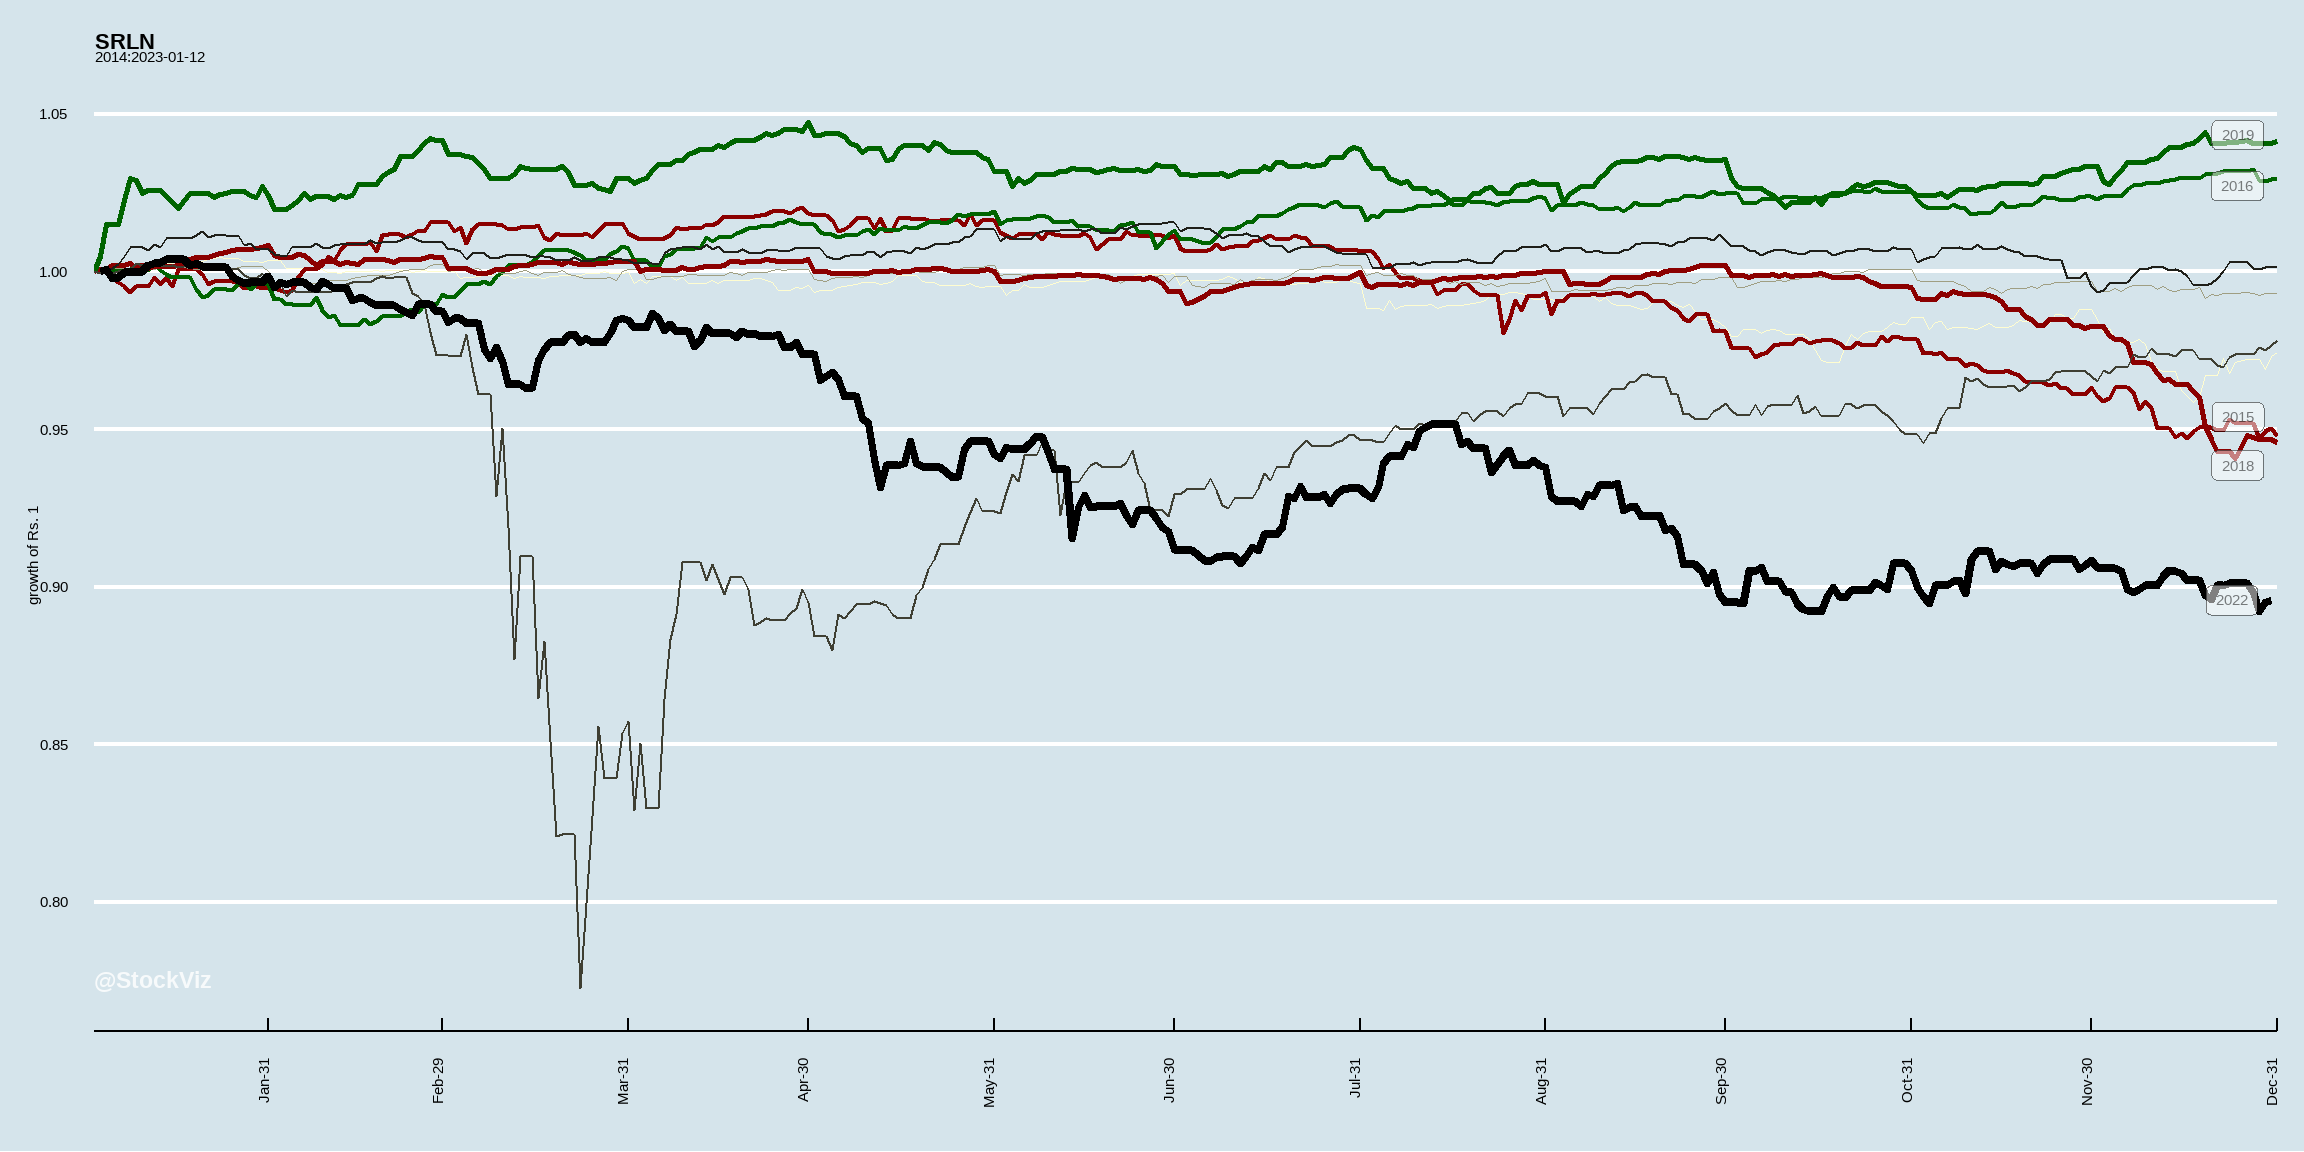 SRLN
2014:2023-01-12
1.05
1.00
0.95
0.90
0.85
0.80
growth of Rs. 1
2019
2016
2015
2018
2022
@StockViz
Jan-31
Feb-29
Mar-31
Apr-30
May-31
Jun-30
Jul-31
Aug-31
Sep-30
Oct-31
Nov-30
Dec-31